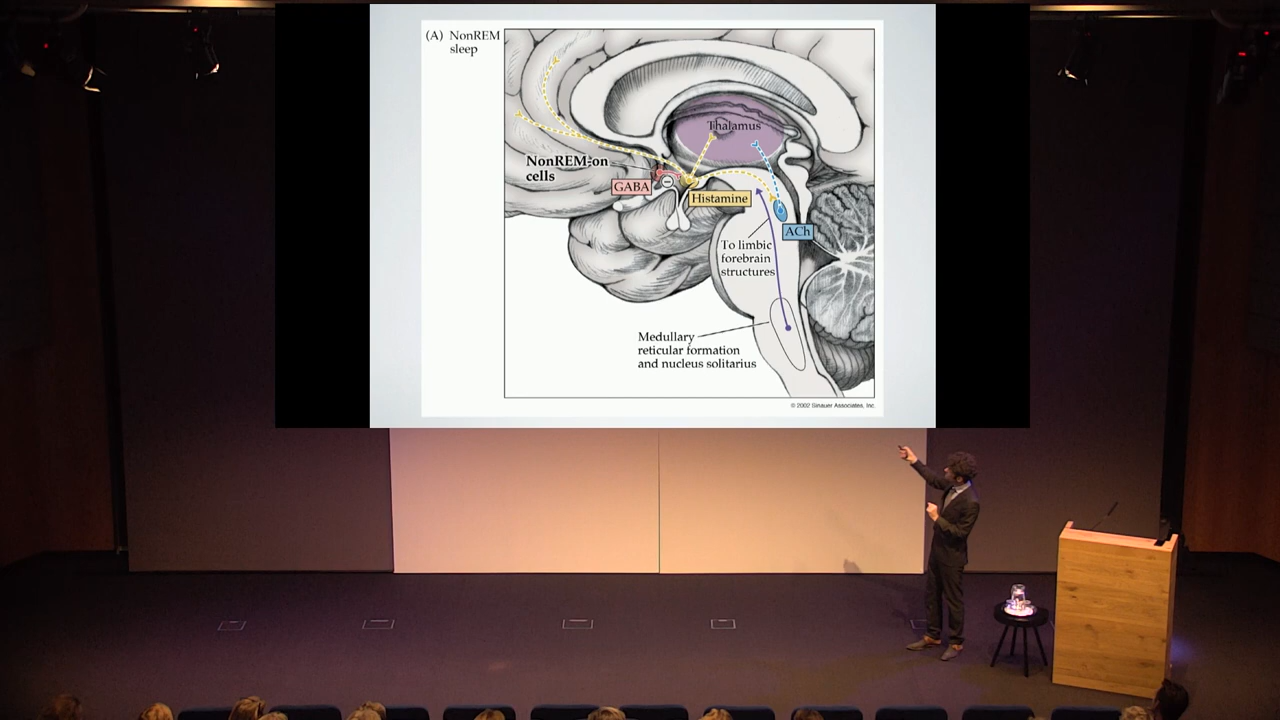 (A) NonREM
sleep
Thalamus
NonREM-on
cells
GABA
Histamine
ACh
To limbic
forebrain
structures
Medullary
reticular formation
and nucleus solitarius
© 2002 Sinauer Associates, Inc.